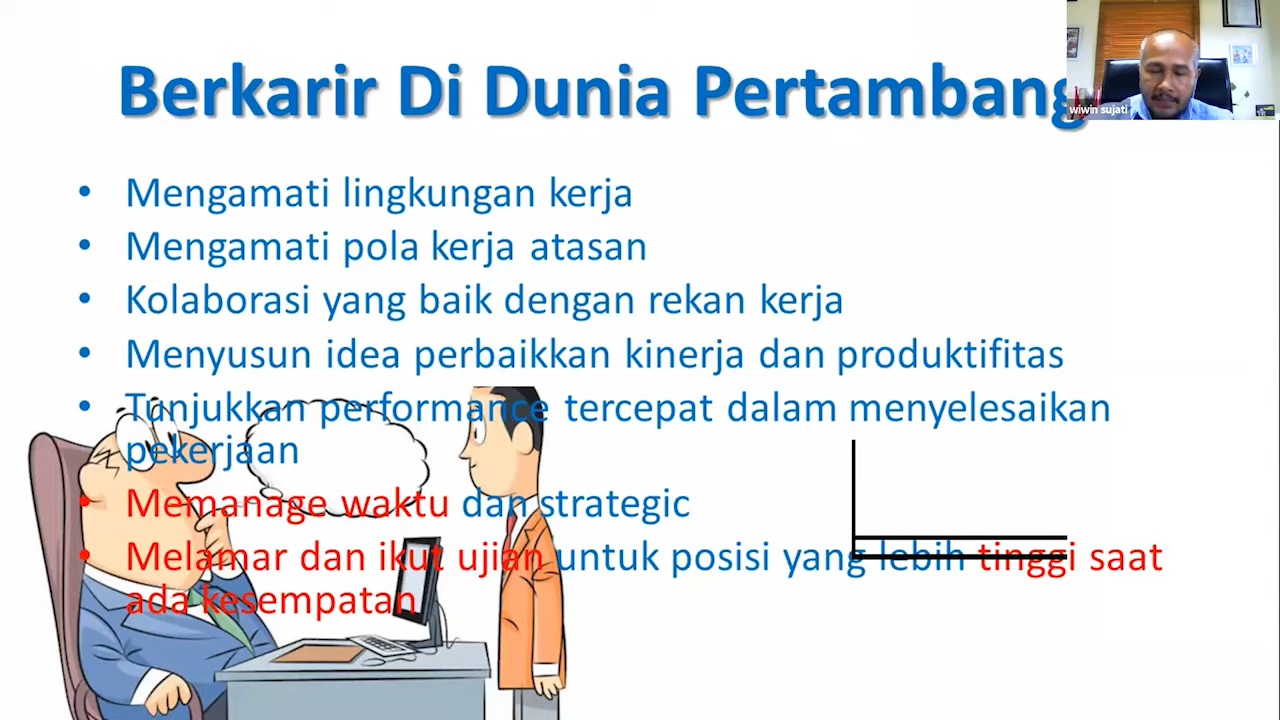 Berkarir Di Dunia Pertambang
wiwin sujati
• Mengamati lingkungan kerja
• Mengamati pola kerja atasan
• Kolaborasi yang baik dengan rekan kerja
• Menyusun idea perbaikkan kinerja dan produktifitas
• Tunjukkan performance tercepat dalam menyelesaikan
pekerjaan
• Memanage waktu dan strategic
• Melamar dan ikut ujian untuk posisi yang lebih tinggi saat
ada kesempatan